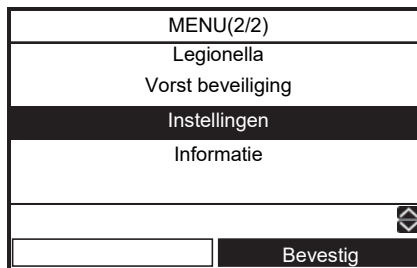 MENU(2/2)
Legionella
Vorst beveiliging
Instellingen
Informatie
Bevestig